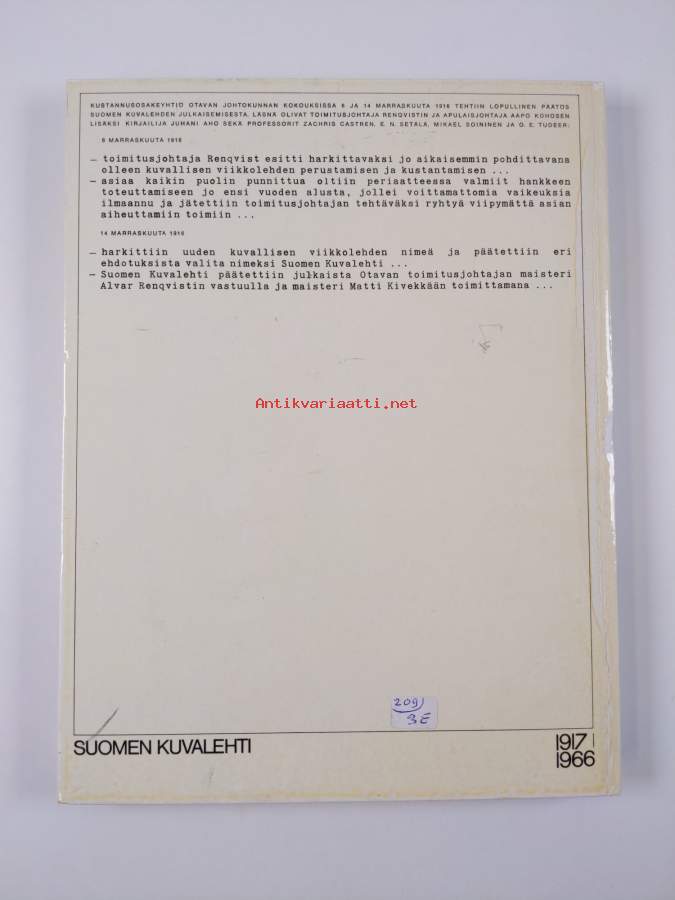 KUSTANNUSOSAKEYHTIÖ OTAVAN JOHTOKUNNAN KOKOUKSISSA 6 JA 14 MARRASKUUTA 1916 TEHTIIN LOPULLINEN PÄÄTÖS
SUOMEN KUVALEHDEN JULKAISEMISESTA. LÄSNÄ OLIVAT TOIMITUSJOHTAJA RENQVISTIN JA APULAISJOHTAJA AAPO KOHOSEN
LISÄKSI KIRJAILIJA JUHANI AHO SEKÄ PROFESSORIT ZACHRIS CASTREN, E. N. SETÄLÄ, MIKAEL SOININEN JA O. E. TUDEER:
6 MARRASKUUTA 1916
— toimitusjohtaja Renqvist esitti harkittavaksi jo aikaisemmin pohdittavana
olleen kuvallisen viikkolehden perustamisen ja kustantamisen ...
— asiaa kaikin puolin punnittua oltiin periaatteessa valmiit hankkeen
toteuttamiseen jo ensi vuoden alusta, jollei voittamattomia vaikeuksia
ilmaannu ja jätettiin toimitusjohtajan tehtäväksi ryhtyä viipymättä asian
aiheuttamiin toimiin ...
14 MARRASKUUTA 1916
— harkittiin uuden kuvallisen viikkolehden nimeä ja päätettiin eri
ehdotuksista valita nimeksi Suomen Kuvalehti ...
— Suomen Kuvalehti päätettiin julkaista Otavan toimitusjohtajan maisteri
Alvar Renqvistin vastuulla ja maisteri Matti Kivekkään toimittamana ...
Antikvariaatti.net
209)
3€
SUOMEN KUVALEHTI
1917
1966